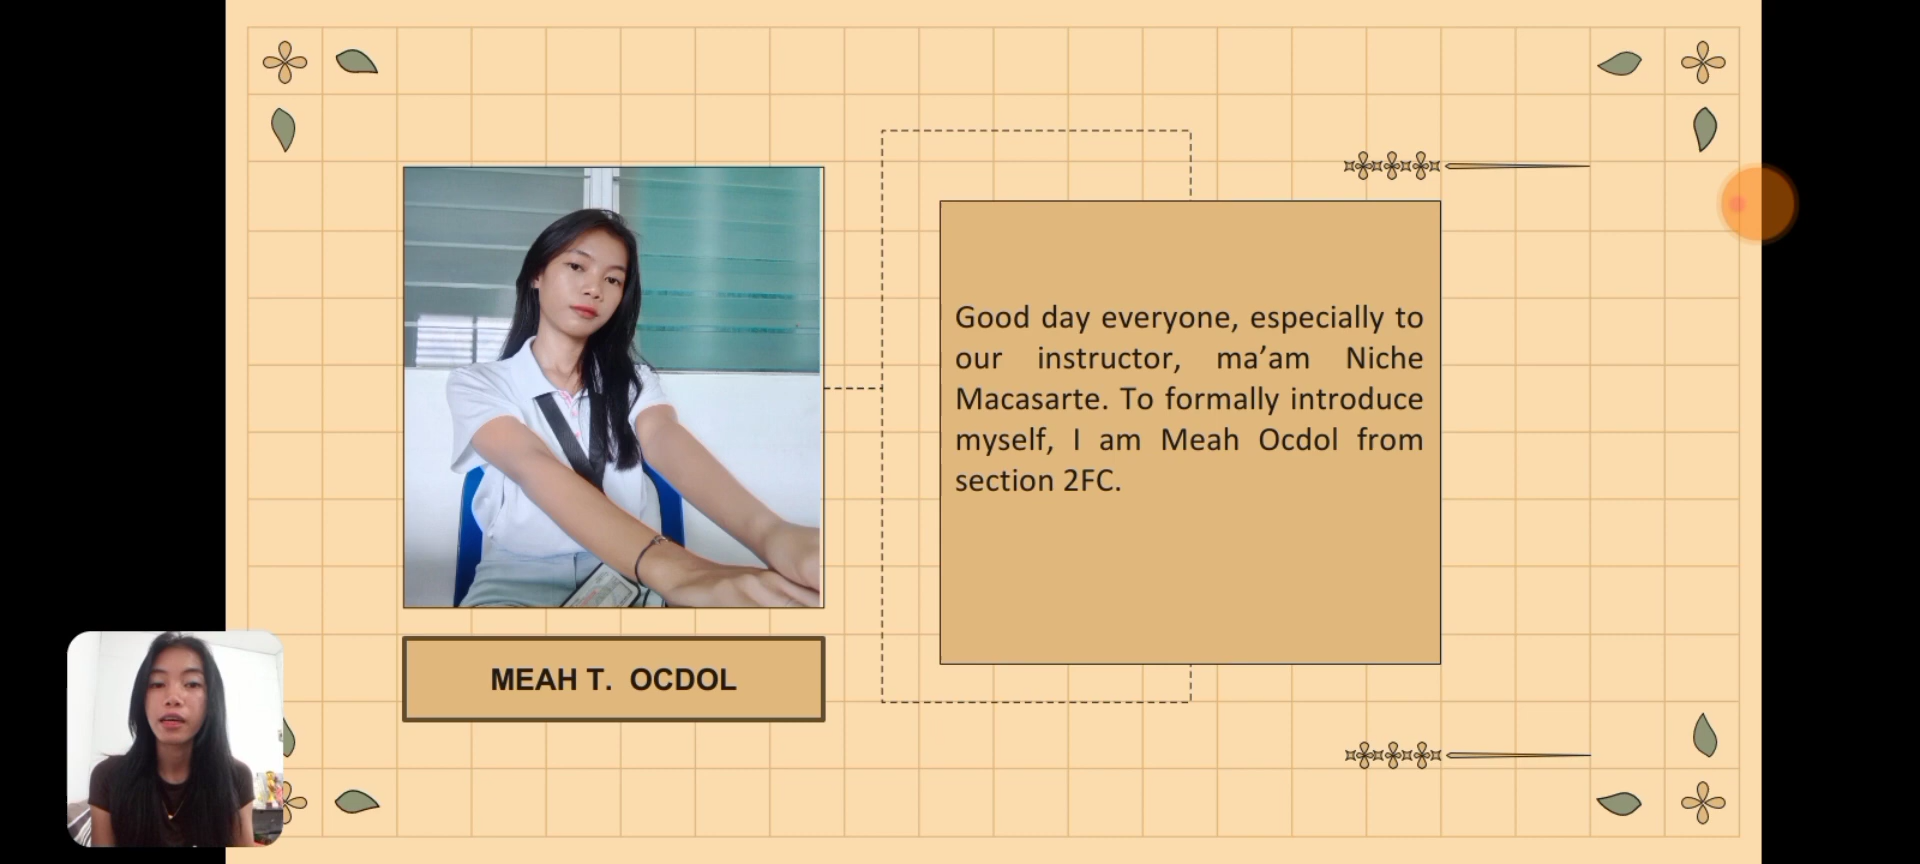 Good day everyone, especially to
our instructor, ma’am Niche
Macasarte. To formally introduce
myself, I am Meah Ocdol from
section 2FC.
MEAH T. OCDOL